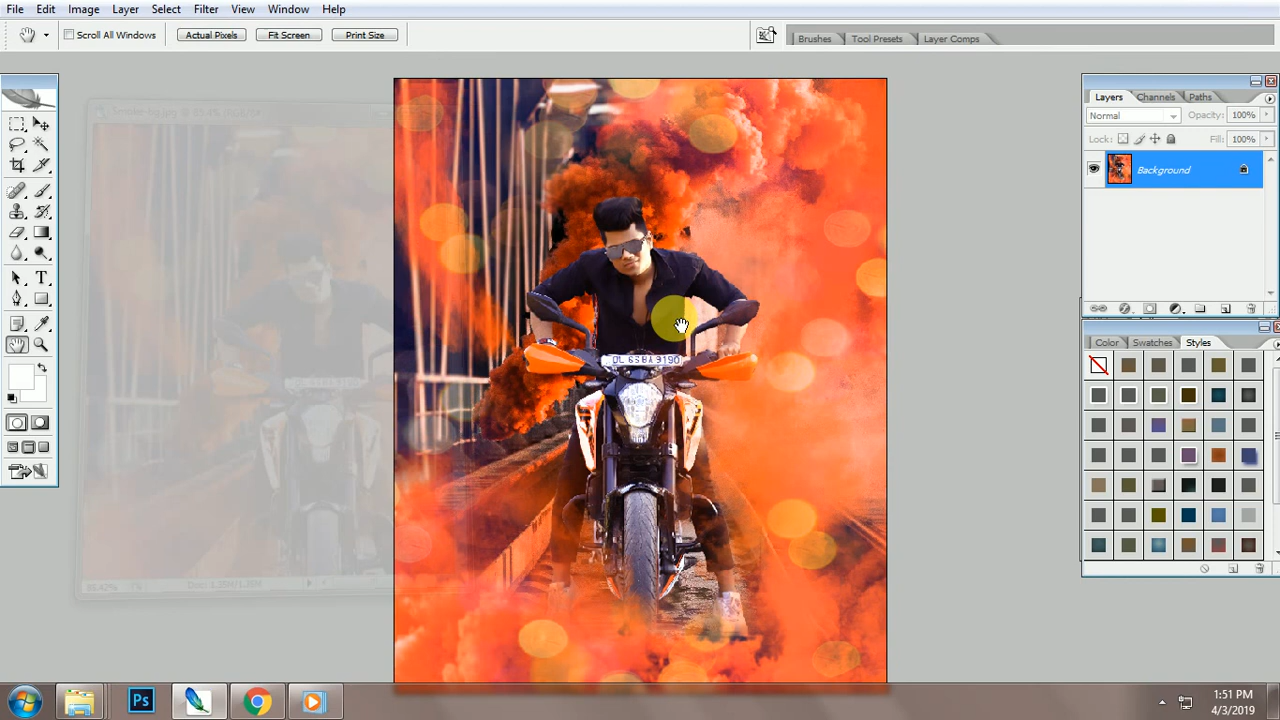 File Edit Image Layer Select Filter View Window Help
Scroll All Windows Actual Pixels Fit Screen Print Size
Brushes Tool Presets Layer Comps
Layers Channels Paths
Normal Opacity: 100%
Lock: Fill: 100%
Background
Color Swatches Styles
Ps
1:51 PM
4/3/2019